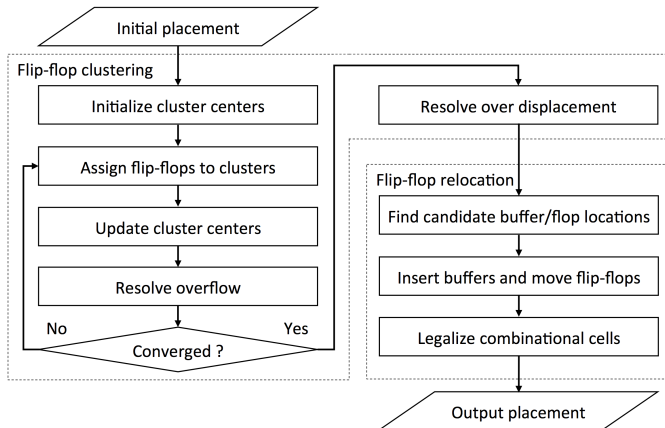 Initial placement
Flip-flop clustering
Initialize cluster centers
Assign flip-flops to clusters
Update cluster centers
Resolve overflow
No
Yes
Converged ?
Resolve over displacement
Flip-flop relocation
Find candidate buffer/flop locations
Insert buffers and move flip-flops
Legalize combinational cells
Output placement